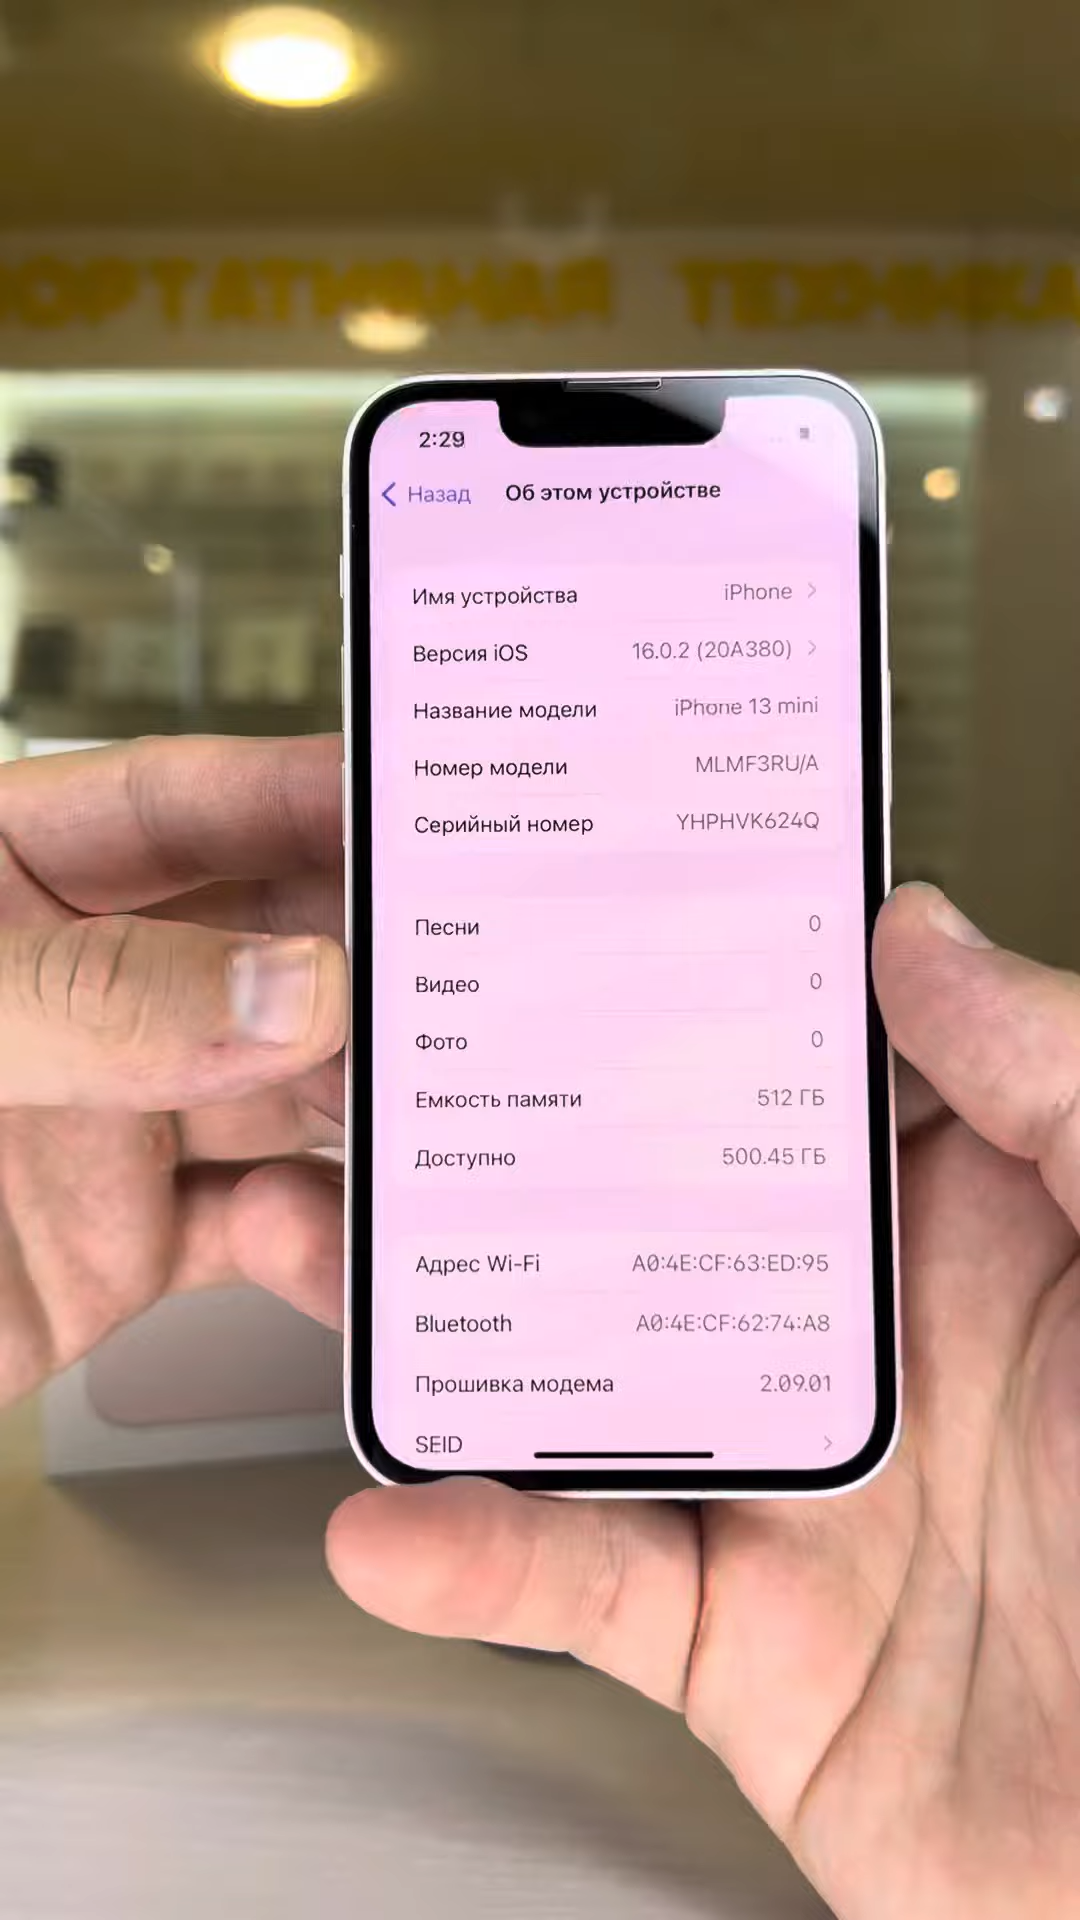 ПОРТАТИВНАЯ ТЕХНИКА
2:29
Назад Об этом устройстве
Имя устройства iPhone
Версия iOS 16.0.2 (20A380)
Название модели iPhone 13 mini
Номер модели MLMF3RU/A
Серийный номер YHPHVK624Q
Песни 0
Видео 0
Фото 0
Емкость памяти 512 ГБ
Доступно 500.45 ГБ
Адрес Wi-Fi A0:4E:CF:63:ED:95
Bluetooth A0:4E:CF:62:74:A8
Прошивка модема 2.09.01
SEID